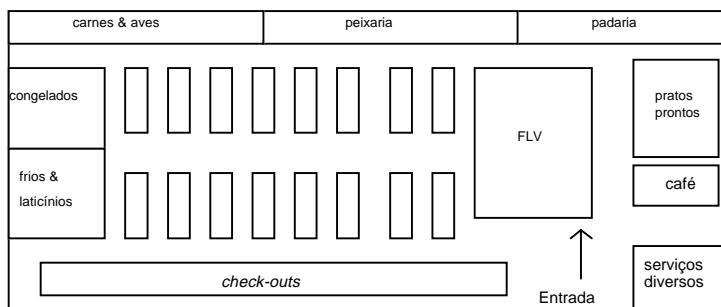 carnes & aves
peixaria
padaria
congelados
pratos
prontos
FLV
frios &
laticínios
café
check-outs
serviços
diversos
Entrada